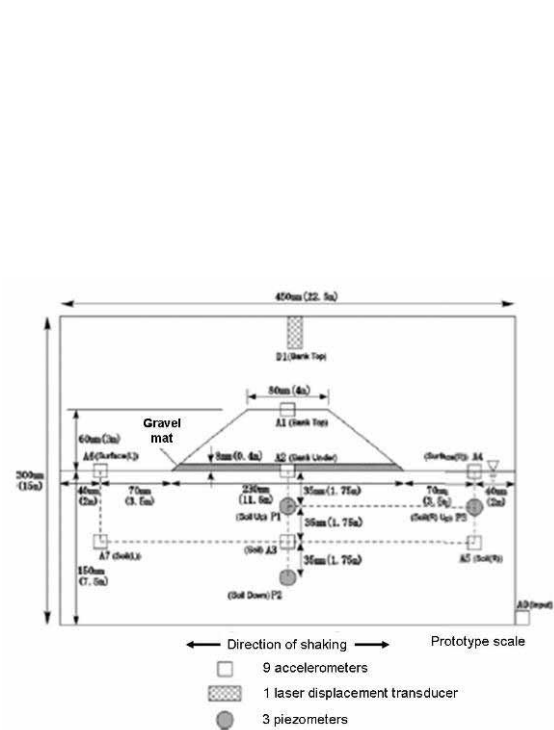 450mm(22.5m)
D1(Bank Top)
80mm(4m)
A1 (Bank Top)
Gravel
mat
60mm(3m)
8mm(0.4m)
A2 (Bank Under)
A6(Surface(L))
(Surface(R)) A4
300mm
(15m)
40mm
(2m)
70mm
(3.5m)
230mm
(11.5m)
35mm(1.75m)
70mm
(3.5m)
40mm
(2m)
(Soil Up) P1
35mm(1.75m)
(Soil(R) Up) P3
A7 (Soil(L))
(Soil) A3
A5 (Soil(R))
150mm
(7.5m)
35mm(1.75m)
(Soil Down) P2
A0(Input)
Direction of shaking
Prototype scale
9 accelerometers
1 laser displacement transducer
3 piezometers